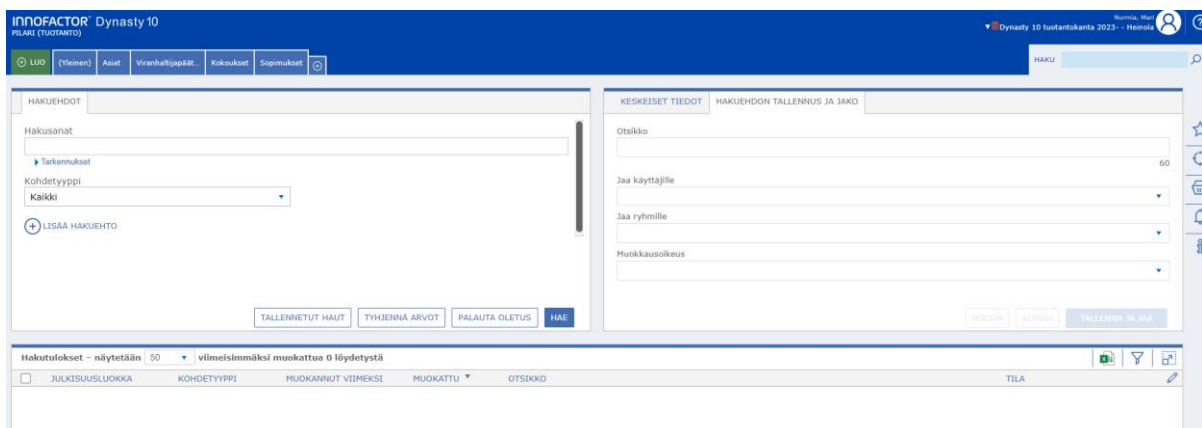 INNOFACTOR® Dynasty 10
PILARI (TUOTANTO)
Nurmia, Mari
Dynasty 10 tuotantokanta 2023- - Heinola
LUO
(Yleinen)
Asiat
Viranhaltijapäät...
Kokoukset
Sopimukset
HAKU
HAKUEHDOT
Hakusanat
Tarkennukset
Kohdetyyppi
Kaikki
LISÄÄ HAKUEHTO
TALLENNETUT HAUT
TYHJENNÄ ARVOT
PALAUTA OLETUS
HAE
KESKEISET TIEDOT
HAKUEHDON TALLENNUS JA JAKO
Otsikko
60
Jaa käyttäjille
Jaa ryhmille
Muokkausoikeus
POISTA
KOPIOI
TALLENNA JA JAA
Hakutulokset – näytetään 50 viimeisimmäksi muokattua 0 löydetystä
JULKISUUSLUOKKA KOHDETYYPPI MUOKANNUT VIIMEKSI MUOKATTU OTSIKKO TILA